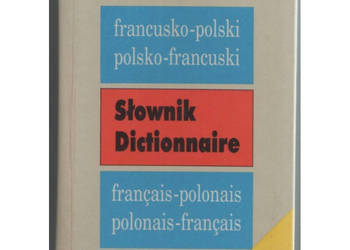 francusko-polski
polsko-francuski
Słownik
Dictionnaire
français-polonais
polonais-français